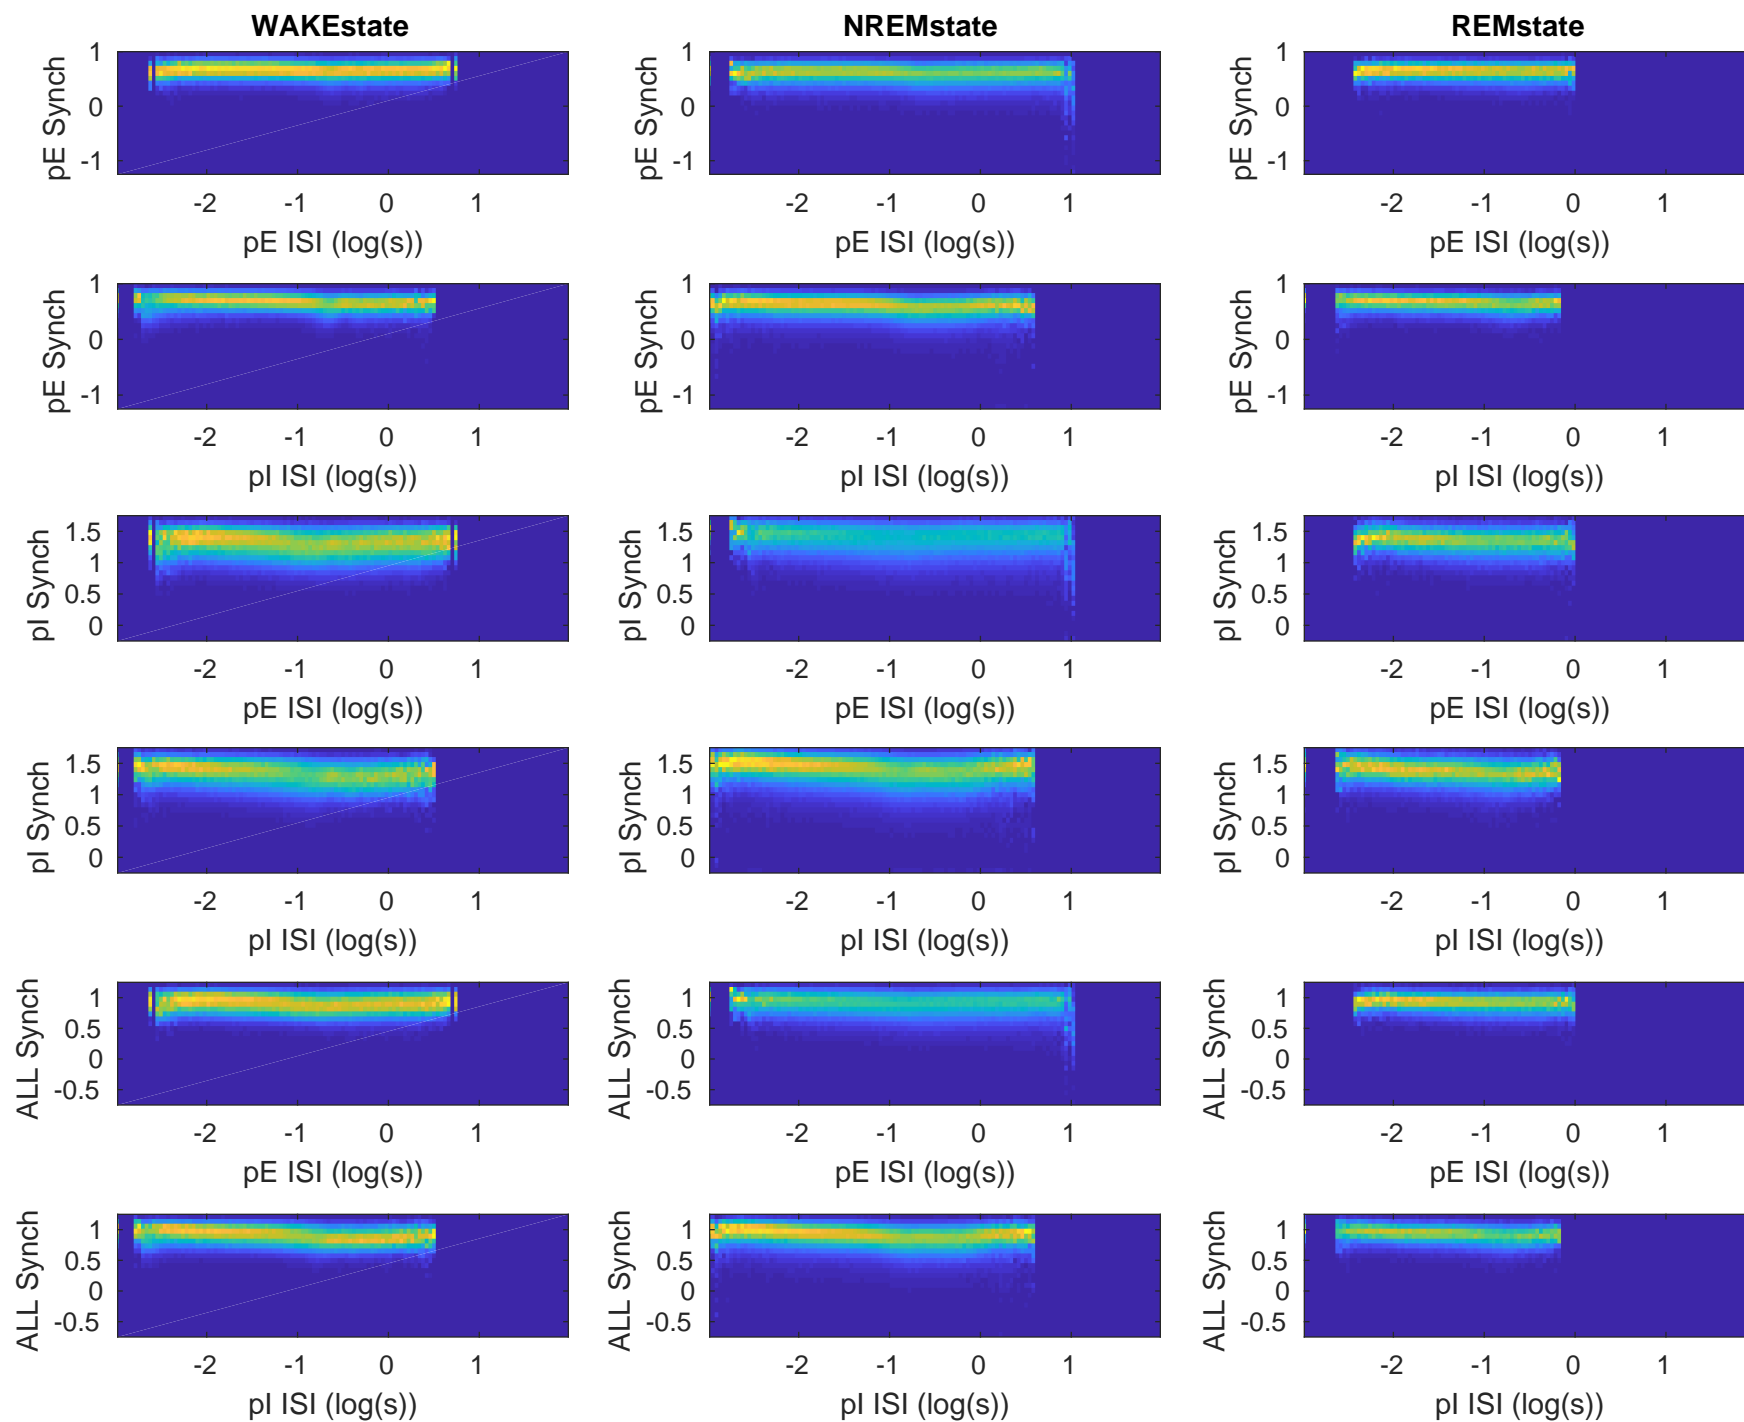 WAKEstate NREMstate REMstate
1 1 1
pE Synch 0 pE Synch 0 pE Synch 0
-1 -1 -1
-2 -1 0 1 -2 -1 0 1 -2 -1 0 1
pE ISI (log(s)) pE ISI (log(s)) pE ISI (log(s))
1 1 1
pE Synch 0 pE Synch 0 pE Synch 0
-1 -1 -1
-2 -1 0 1 -2 -1 0 1 -2 -1 0 1
pI ISI (log(s)) pI ISI (log(s)) pI ISI (log(s))
1.5 1.5 1.5
1 1 1
pI Synch 0.5 pI Synch 0.5 pI Synch 0.5
0 0 0
-2 -1 0 1 -2 -1 0 1 -2 -1 0 1
pE ISI (log(s)) pE ISI (log(s)) pE ISI (log(s))
1.5 1.5 1.5
1 1 1
pI Synch 0.5 pI Synch 0.5 pI Synch 0.5
0 0 0
-2 -1 0 1 -2 -1 0 1 -2 -1 0 1
pI ISI (log(s)) pI ISI (log(s)) pI ISI (log(s))
1 1 1
0.5 0.5 0.5
ALL Synch 0 ALL Synch 0 ALL Synch 0
-0.5 -0.5 -0.5
-2 -1 0 1 -2 -1 0 1 -2 -1 0 1
pE ISI (log(s)) pE ISI (log(s)) pE ISI (log(s))
1 1 1
0.5 0.5 0.5
ALL Synch 0 ALL Synch 0 ALL Synch 0
-0.5 -0.5 -0.5
-2 -1 0 1 -2 -1 0 1 -2 -1 0 1
pI ISI (log(s)) pI ISI (log(s)) pI ISI (log(s))